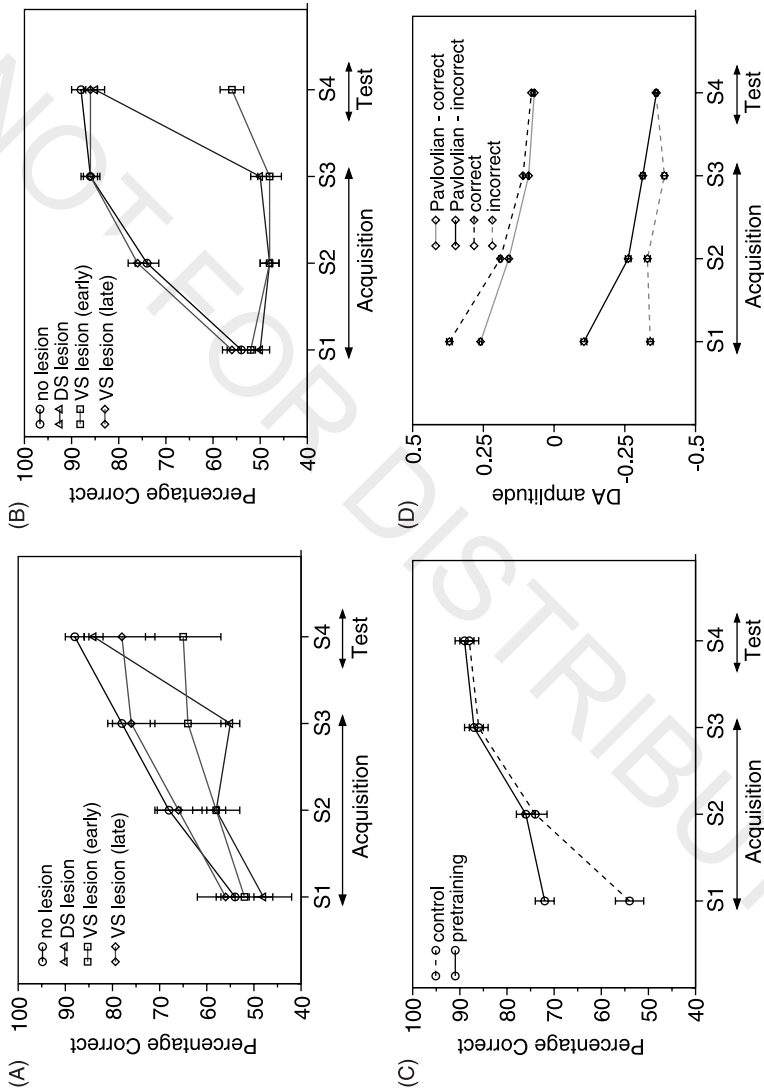 (A)
100
90
80
70
60
50
40
Percentage Correct
no lesion
DS lesion
VS lesion (early)
VS lesion (late)
S1
S2
S3
S4
Acquisition
Test
(B)
100
90
80
70
60
50
40
Percentage Correct
no lesion
DS lesion
VS lesion (early)
VS lesion (late)
S1
S2
S3
S4
Acquisition
Test
(C)
100
90
80
70
60
50
40
Percentage Correct
control
pretraining
S1
S2
S3
S4
Acquisition
Test
(D)
0.5
0.25
0
-0.25
-0.5
DA amplitude
Pavlovlian - correct
Pavlovlian - incorrect
correct
incorrect
S1
S2
S3
S4
Acquisition
Test
NOT FOR DISTRIBU